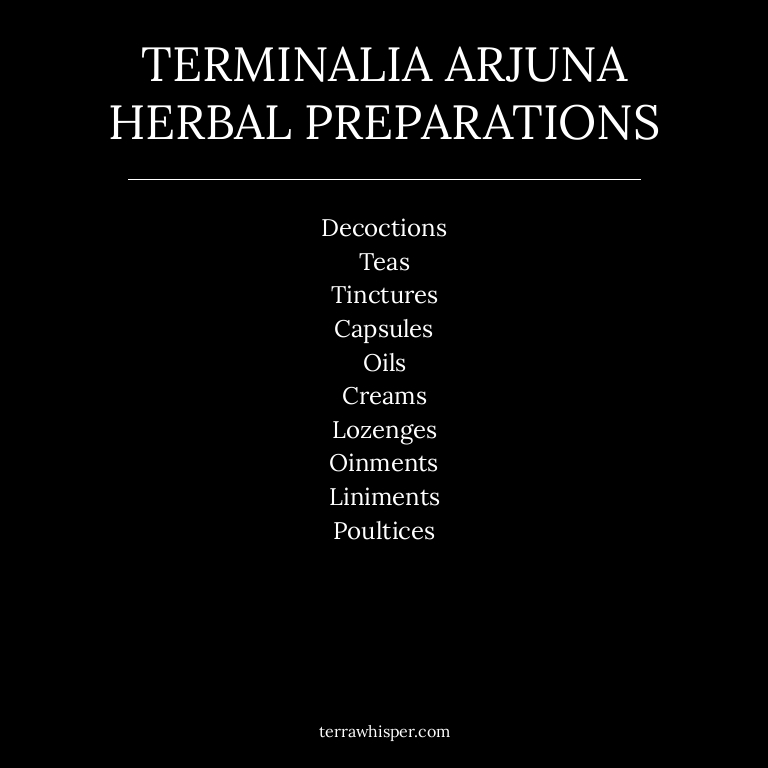 TERMINALIA ARJUNA
HERBAL PREPARATIONS
Decoctions
Teas
Tinctures
Capsules
Oils
Creams
Lozenges
Oinments
Liniments
Poultices
terrawhisper.com